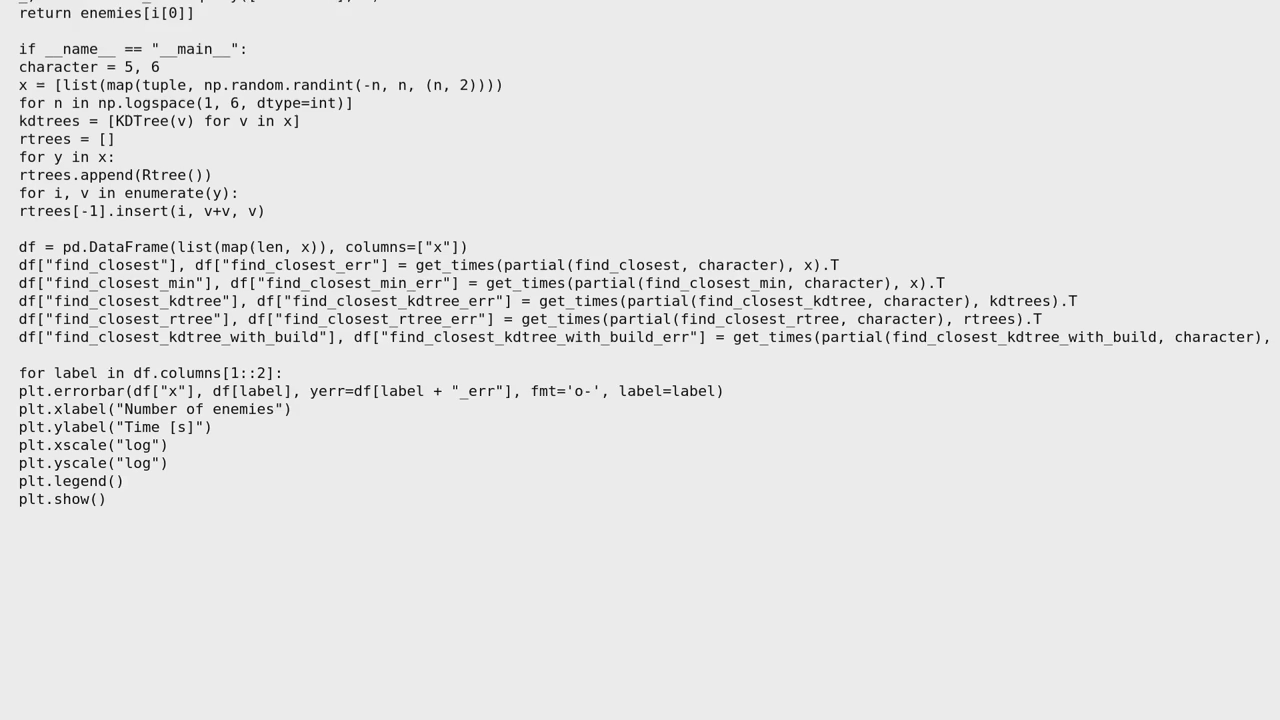 return enemies[i[0]]
if __name__ == "__main__":
character = 5, 6
x = [list(map(tuple, np.random.randint(-n, n, (n, 2))))
for n in np.logspace(1, 6, dtype=int)]
kdtrees = [KDTree(v) for v in x]
rtrees = []
for y in x:
rtrees.append(Rtree())
for i, v in enumerate(y):
rtrees[-1].insert(i, v+v, v)
df = pd.DataFrame(list(map(len, x)), columns=["x"])
df["find_closest"], df["find_closest_err"] = get_times(partial(find_closest, character), x).T
df["find_closest_min"], df["find_closest_min_err"] = get_times(partial(find_closest_min, character), x).T
df["find_closest_kdtree"], df["find_closest_kdtree_err"] = get_times(partial(find_closest_kdtree, character), kdtrees).T
df["find_closest_rtree"], df["find_closest_rtree_err"] = get_times(partial(find_closest_rtree, character), rtrees).T
df["find_closest_kdtree_with_build"], df["find_closest_kdtree_with_build_err"] = get_times(partial(find_closest_kdtree_with_build, character),
for label in df.columns[1::2]:
plt.errorbar(df["x"], df[label], yerr=df[label + "_err"], fmt='o-', label=label)
plt.xlabel("Number of enemies")
plt.ylabel("Time [s]")
plt.xscale("log")
plt.yscale("log")
plt.legend()
plt.show()